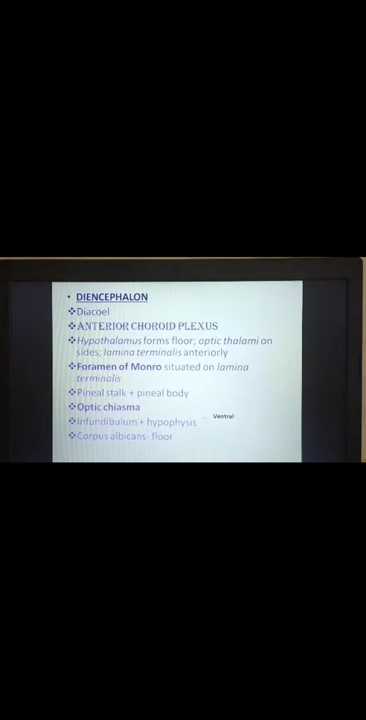 • DIENCEPHALON
❖Diacoel
❖ANTERIOR CHOROID PLEXUS
❖Hypothalamus forms floor; optic thalami on
sides; lamina terminalis anteriorly
❖Foramen of Monro situated on lamina
terminalis
❖Pineal stalk + pineal body
❖Optic chiasma
❖Infundibulum + hypophysis
Ventral
❖Corpus albicans- floor